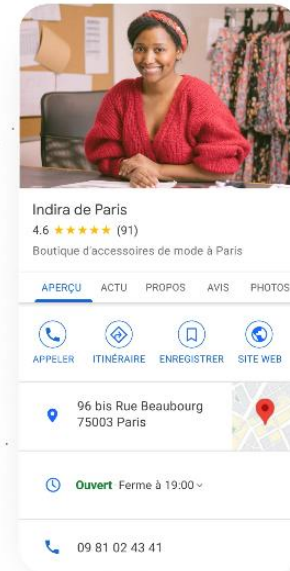 Indira de Paris
4.6 ★★★★★ (91)
Boutique d'accessoires de mode à Paris
APERÇU ACTU PROPOS AVIS PHOTOS
APPELER ITINÉRAIRE ENREGISTRER SITE WEB
96 bis Rue Beaubourg
75003 Paris
Ouvert · Ferme à 19:00
09 81 02 43 41